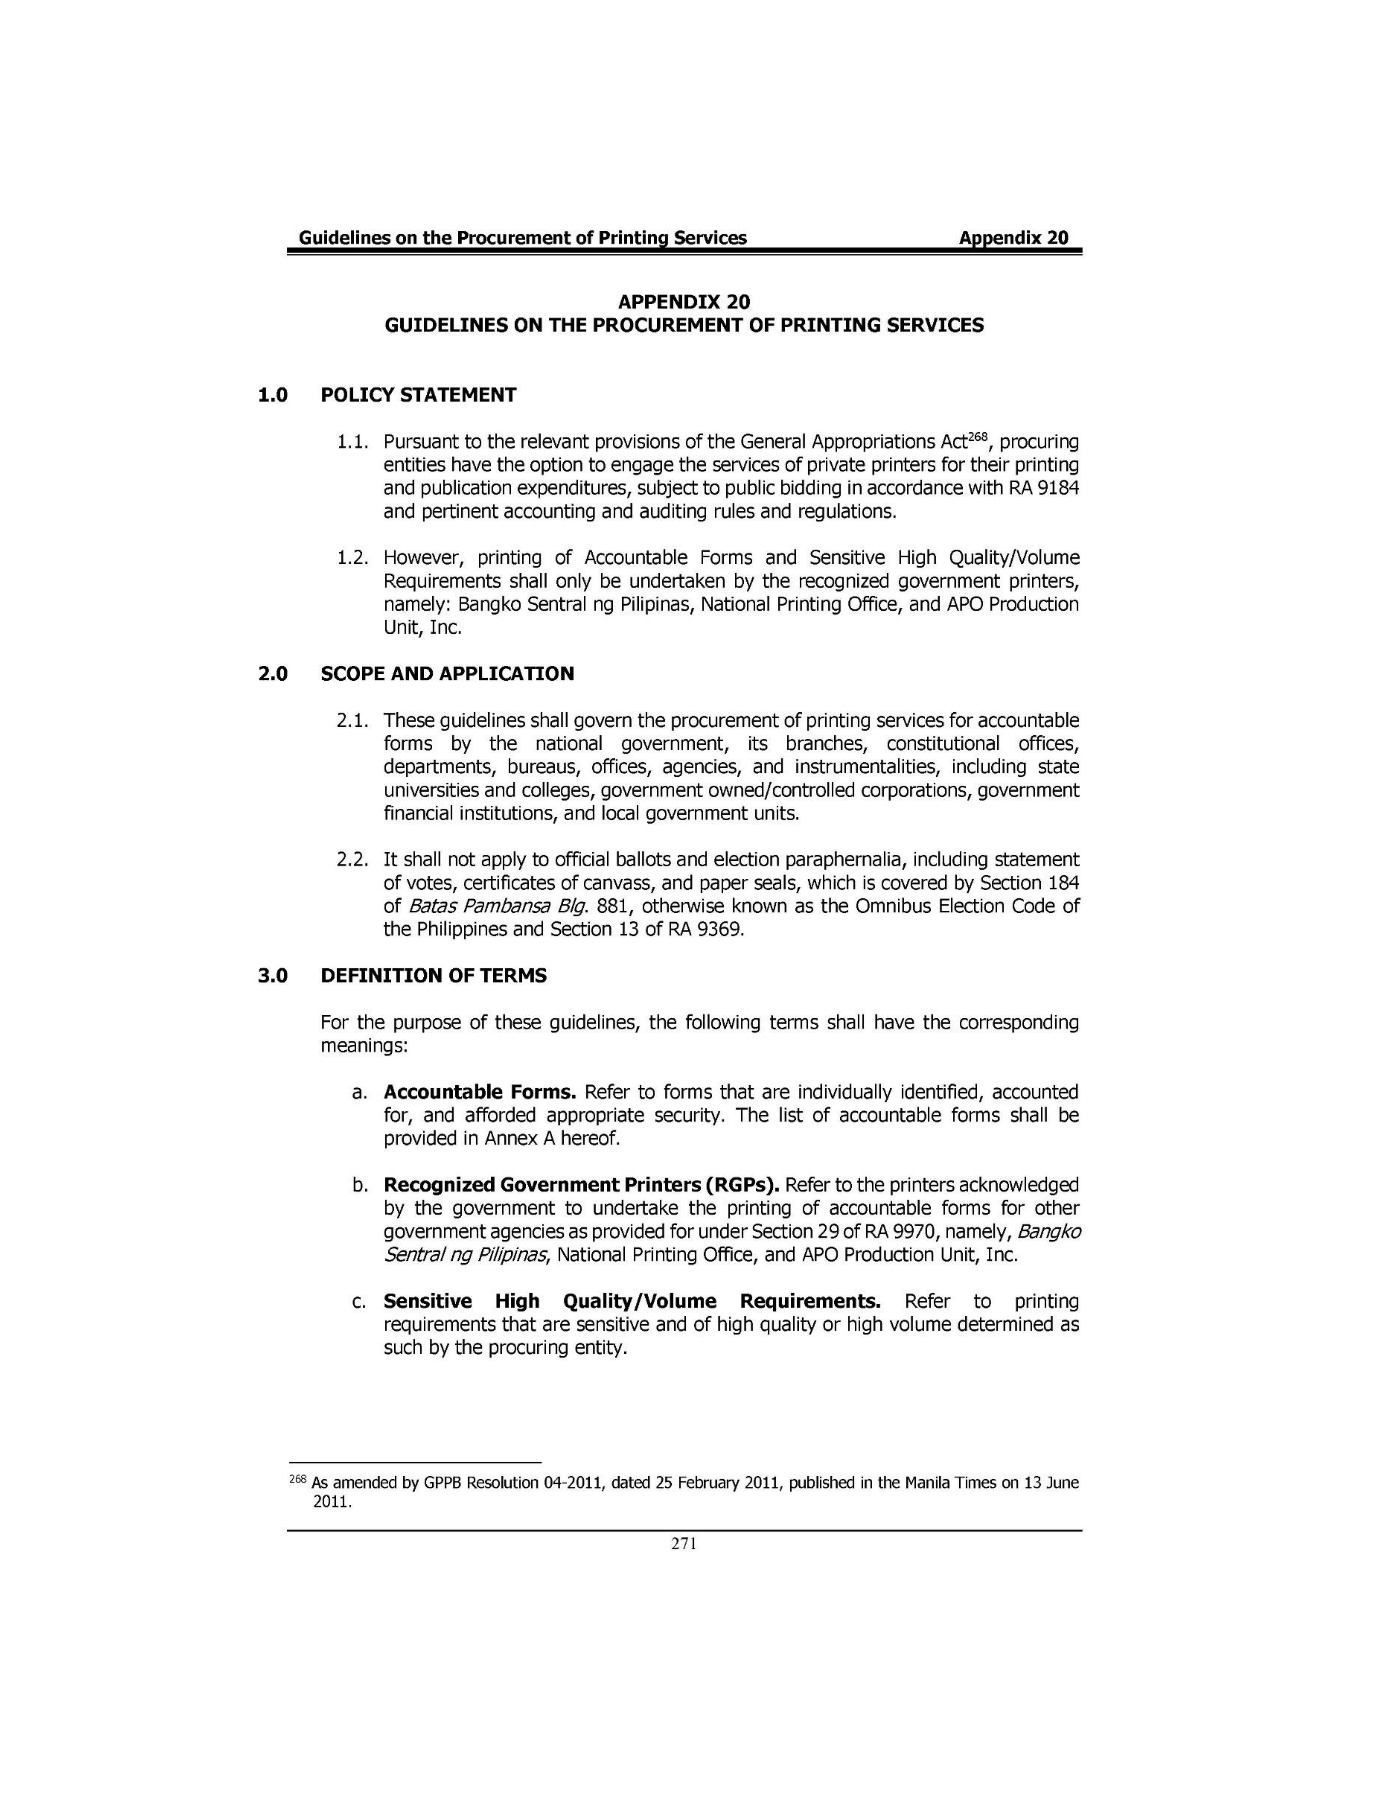 Guidelines on the Procurement of Printing Services Appendix 20
APPENDIX 20
GUIDELINES ON THE PROCUREMENT OF PRINTING SERVICES
1.0 POLICY STATEMENT
1.1. Pursuant to the relevant provisions of the General Appropriations Act268, procuring
entities have the option to engage the services of private printers for their printing
and publication expenditures, subject to public bidding in accordance with RA 9184
and pertinent accounting and auditing rules and regulations.
1.2. However, printing of Accountable Forms and Sensitive High Quality/Volume
Requirements shall only be undertaken by the recognized government printers,
namely: Bangko Sentral ng Pilipinas, National Printing Office, and APO Production
Unit, Inc.
2.0 SCOPE AND APPLICATION
2.1. These guidelines shall govern the procurement of printing services for accountable
forms by the national government, its branches, constitutional offices,
departments, bureaus, offices, agencies, and instrumentalities, including state
universities and colleges, government owned/controlled corporations, government
financial institutions, and local government units.
2.2. It shall not apply to official ballots and election paraphernalia, including statement
of votes, certificates of canvass, and paper seals, which is covered by Section 184
of Batas Pambansa Blg. 881, otherwise known as the Omnibus Election Code of
the Philippines and Section 13 of RA 9369.
3.0 DEFINITION OF TERMS
For the purpose of these guidelines, the following terms shall have the corresponding
meanings:
a. Accountable Forms. Refer to forms that are individually identified, accounted
for, and afforded appropriate security. The list of accountable forms shall be
provided in Annex A hereof.
b. Recognized Government Printers (RGPs). Refer to the printers acknowledged
by the government to undertake the printing of accountable forms for other
government agencies as provided for under Section 29 of RA 9970, namely, Bangko
Sentral ng Pilipinas, National Printing Office, and APO Production Unit, Inc.
c. Sensitive High Quality/Volume Requirements. Refer to printing
requirements that are sensitive and of high quality or high volume determined as
such by the procuring entity.
268 As amended by GPPB Resolution 04-2011, dated 25 February 2011, published in the Manila Times on 13 June
2011.
271